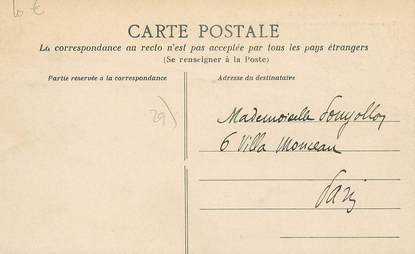 10 €
CARTE POSTALE
La correspondance au recto n'est pas acceptée par tous les pays étrangers
(Se renseigner à la Poste)
Partie réservée à la correspondance
Adresse du destinataire
29)
Mademoiselle
6 Villa Monceau
Paris